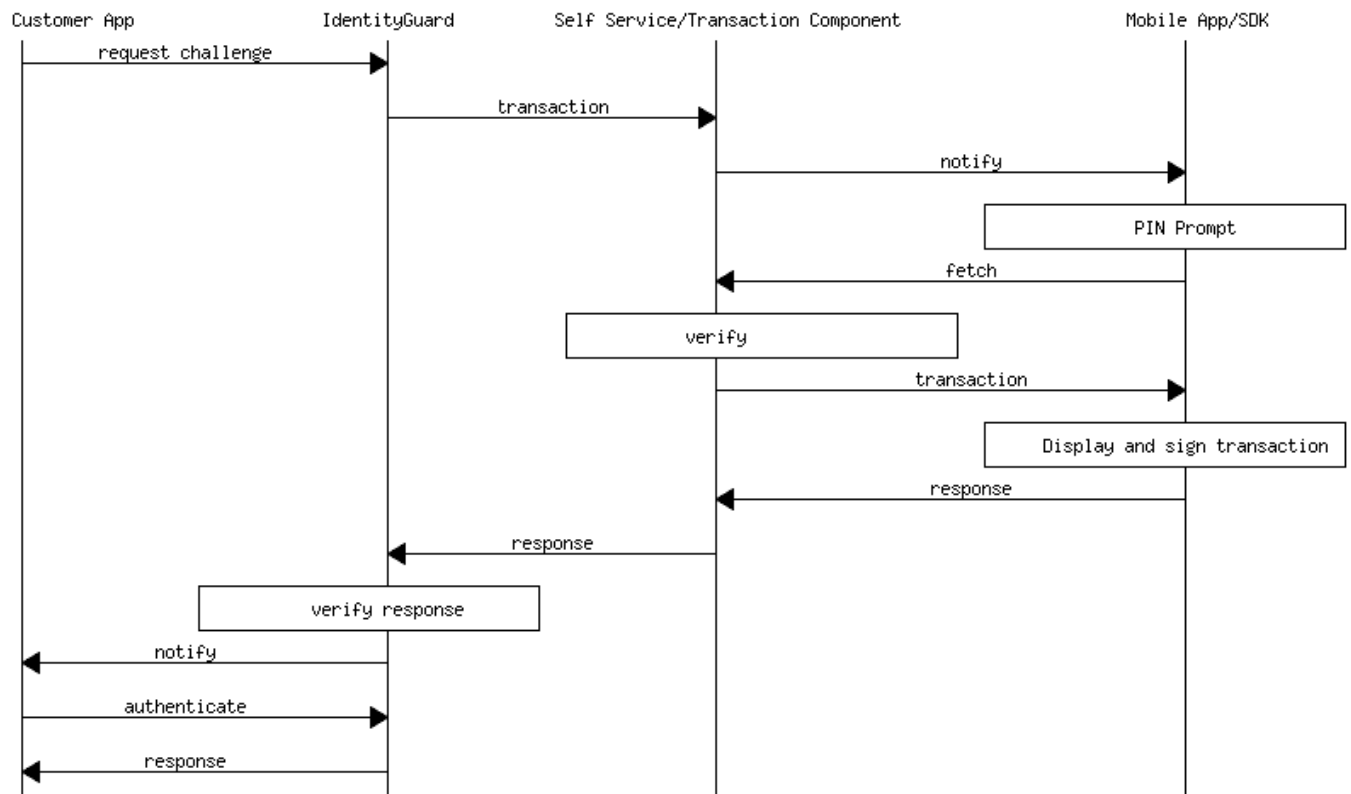 Customer App
IdentityGuard
Self Service/Transaction Component
Mobile App/SDK
request challenge
transaction
notify
PIN Prompt
fetch
verify
transaction
Display and sign transaction
response
response
verify response
notify
authenticate
response